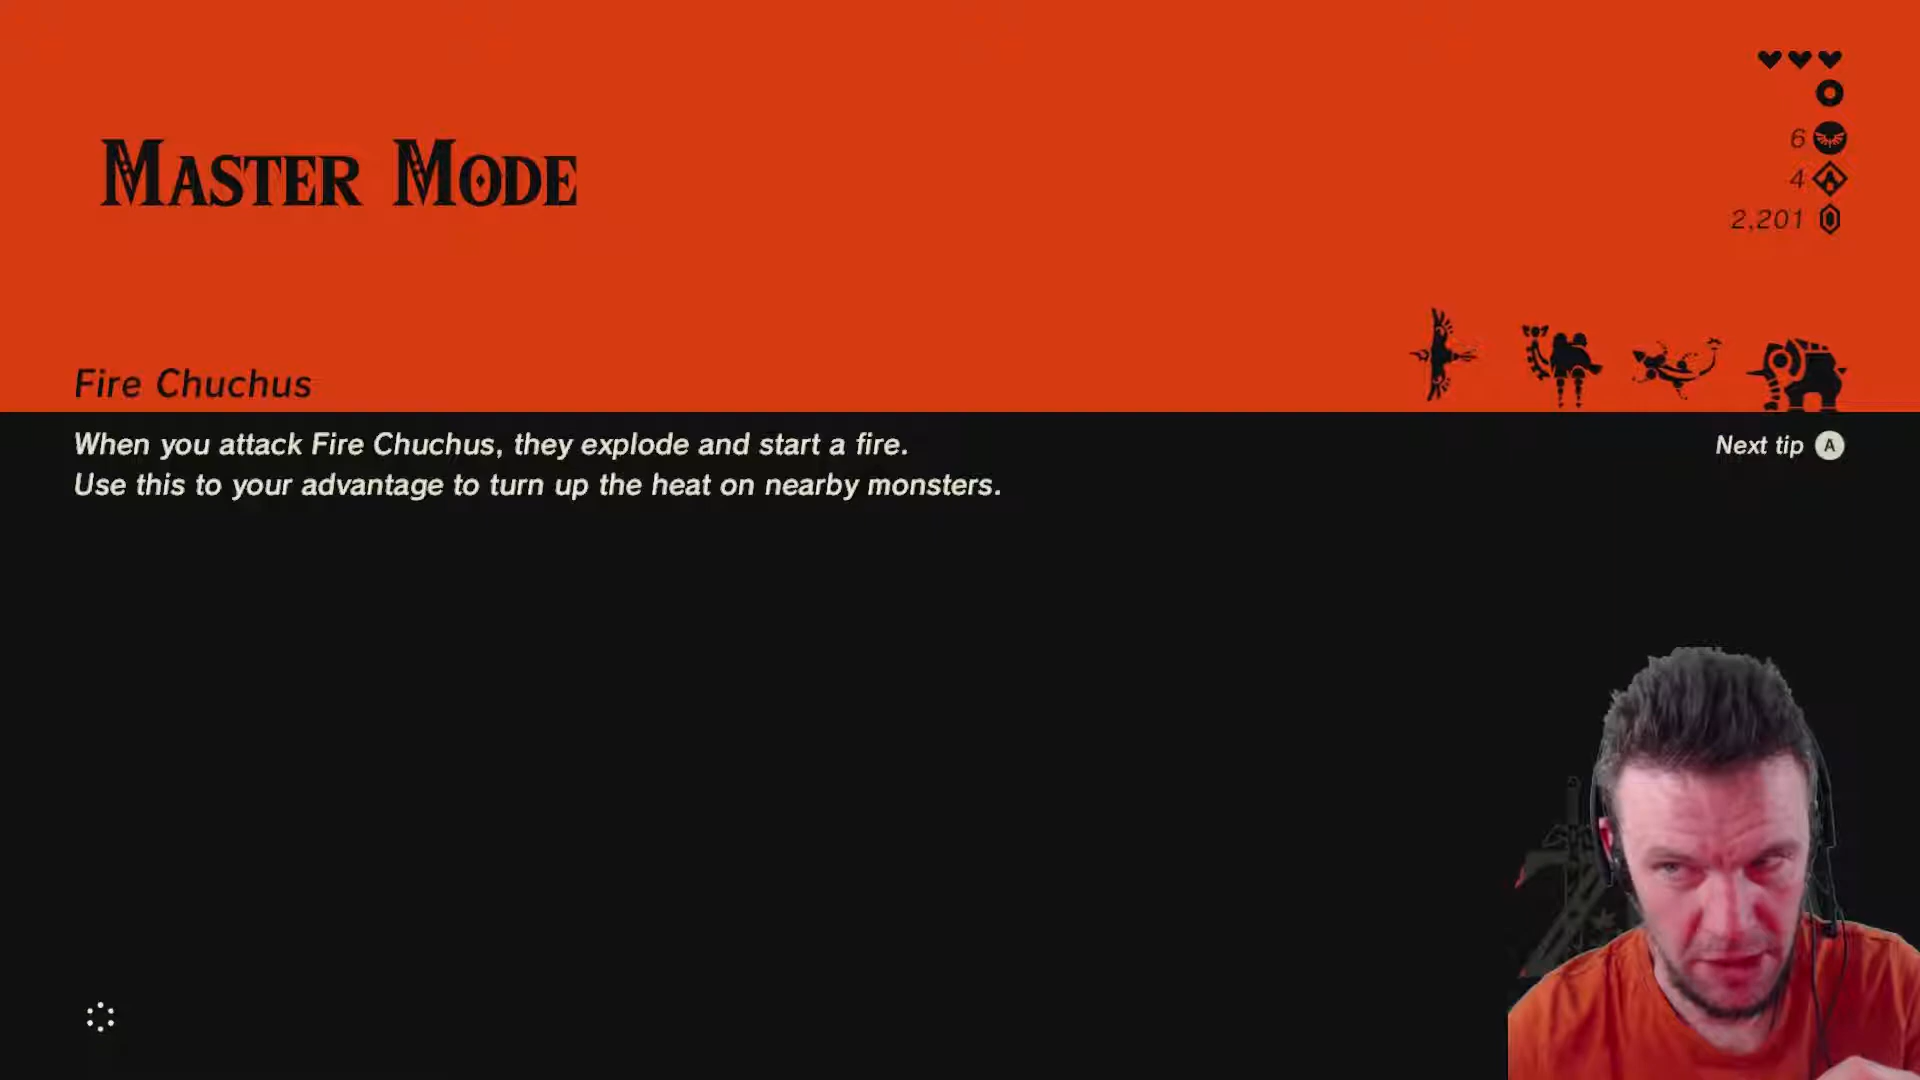 Master Mode
6
4
2,201
Fire Chuchus
When you attack Fire Chuchus, they explode and start a fire.
Use this to your advantage to turn up the heat on nearby monsters.
Next tip A